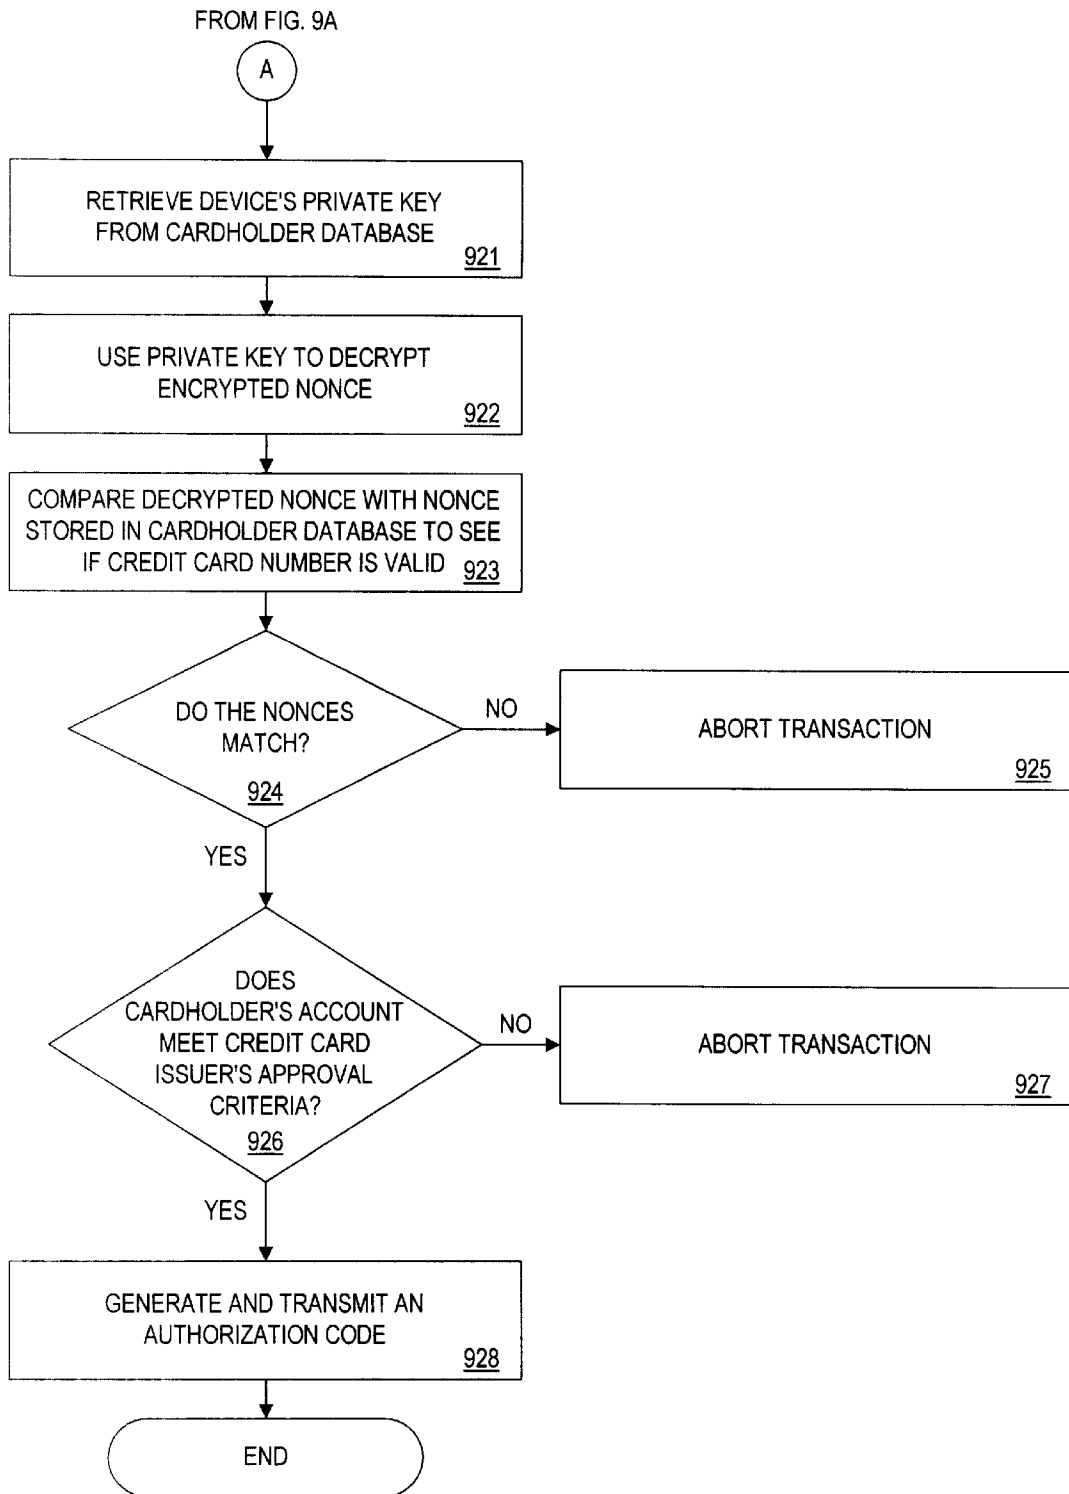 FROM FIG. 9A
A
RETRIEVE DEVICE'S PRIVATE KEY
FROM CARDHOLDER DATABASE
921
USE PRIVATE KEY TO DECRYPT
ENCRYPTED NONCE
922
COMPARE DECRYPTED NONCE WITH NONCE
STORED IN CARDHOLDER DATABASE TO SEE
IF CREDIT CARD NUMBER IS VALID 923
DO THE NONCES
MATCH?
924
NO
ABORT TRANSACTION
925
YES
DOES
CARDHOLDER'S ACCOUNT
MEET CREDIT CARD
ISSUER'S APPROVAL
CRITERIA?
926
NO
ABORT TRANSACTION
927
YES
GENERATE AND TRANSMIT AN
AUTHORIZATION CODE
928
END